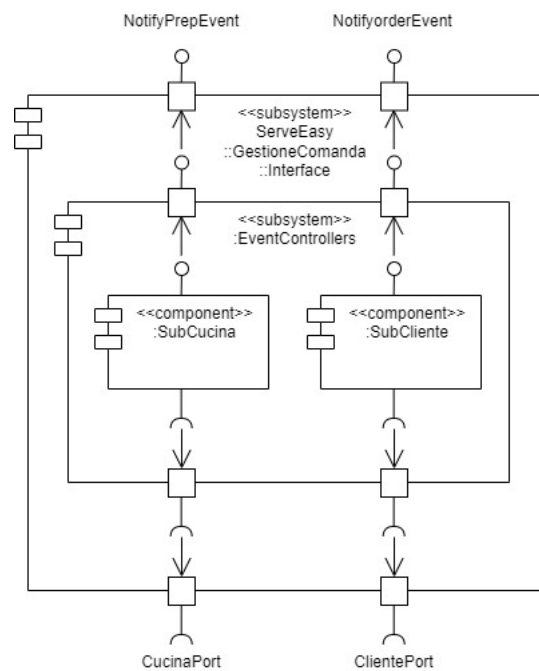 NotifyPrepEvent
NotifyorderEvent
<<subsystem>>
ServeEasy
::GestioneComanda
::Interface
<<subsystem>>
:EventControllers
<<component>>
:SubCucina
<<component>>
:SubCliente
CucinaPort
ClientePort